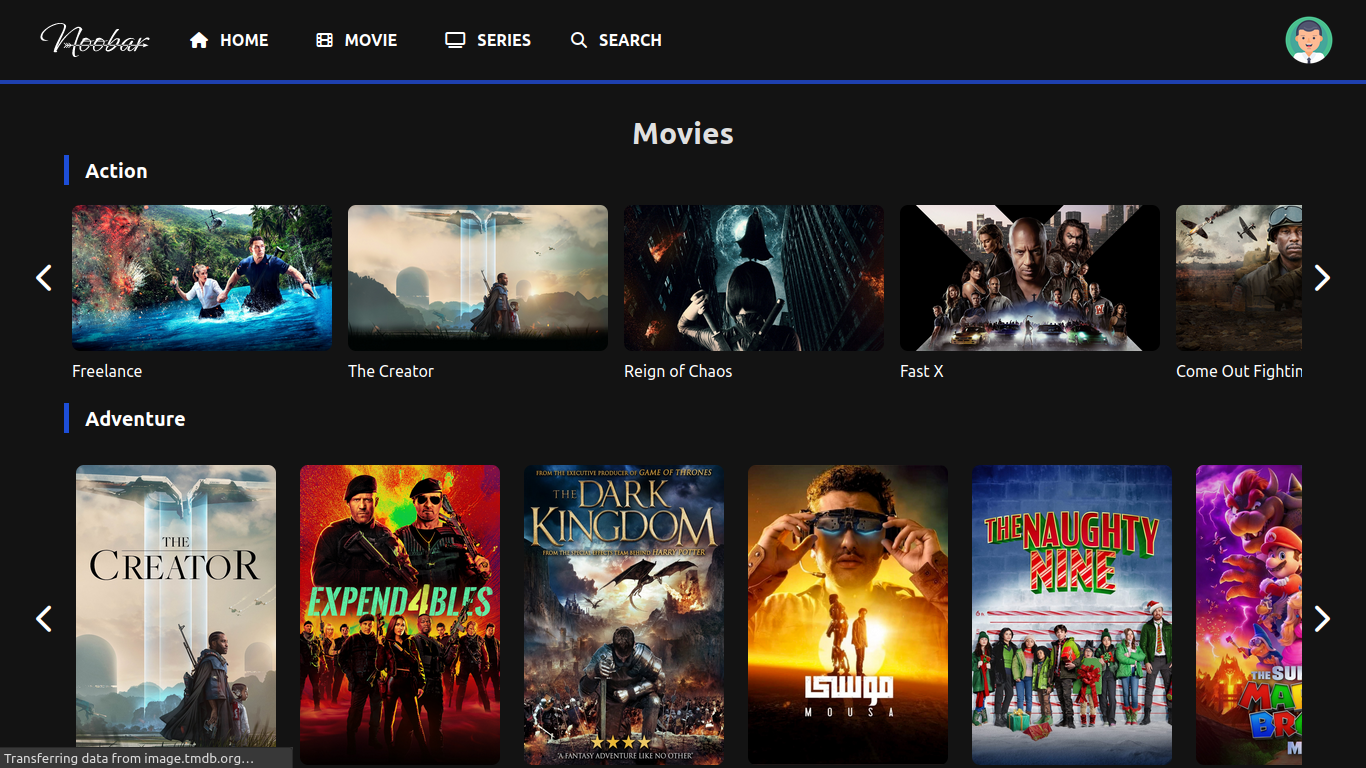 Noobar
HOME MOVIE SERIES SEARCH
Movies
Action
Freelance
The Creator
Reign of Chaos
Fast X
Come Out Fightin
Adventure
THE
CREATOR
EXPEND4BLES
FROM THE EXECUTIVE PRODUCER OF GAME OF THRONES
THE DARK
KINGDOM
FROM THE SPECIAL EFFECTS TEAM BEHIND HARRY POTTER
"A FANTASY ADVENTURE LIKE NO OTHER"
موسى
MOUSA
THE NAUGHTY
NINE
THE SU
MA
BRO
M
Transferring data from image.tmdb.org…